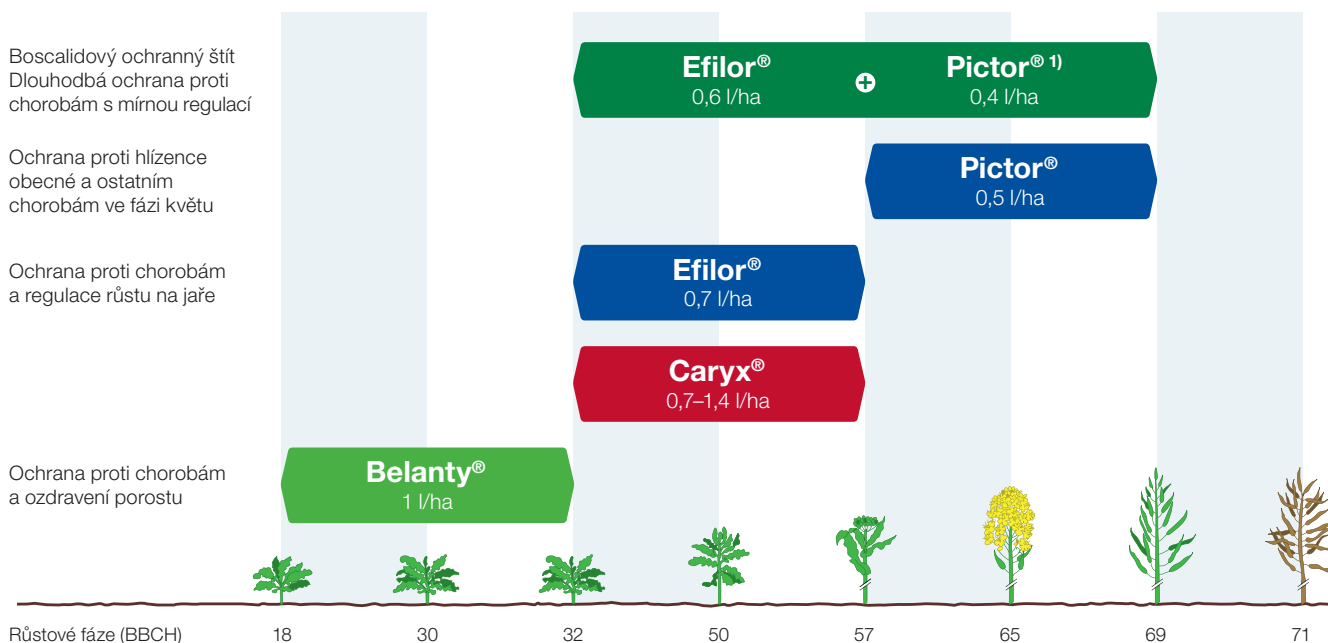 Boscalidový ochranný štít
Dlouhodbá ochrana proti
chorobám s mírnou regulací
Efilor®
0,6 l/ha
+
Pictor® 1)
0,4 l/ha
Ochrana proti hlízence
obecné a ostatním
chorobám ve fázi květu
Pictor®
0,5 l/ha
Ochrana proti chorobám
a regulace růstu na jaře
Efilor®
0,7 l/ha
Caryx®
0,7–1,4 l/ha
Ochrana proti chorobám
a ozdravení porostu
Belanty®
1 l/ha
Růstové fáze (BBCH) 18 30 32 50 57 65 69 71